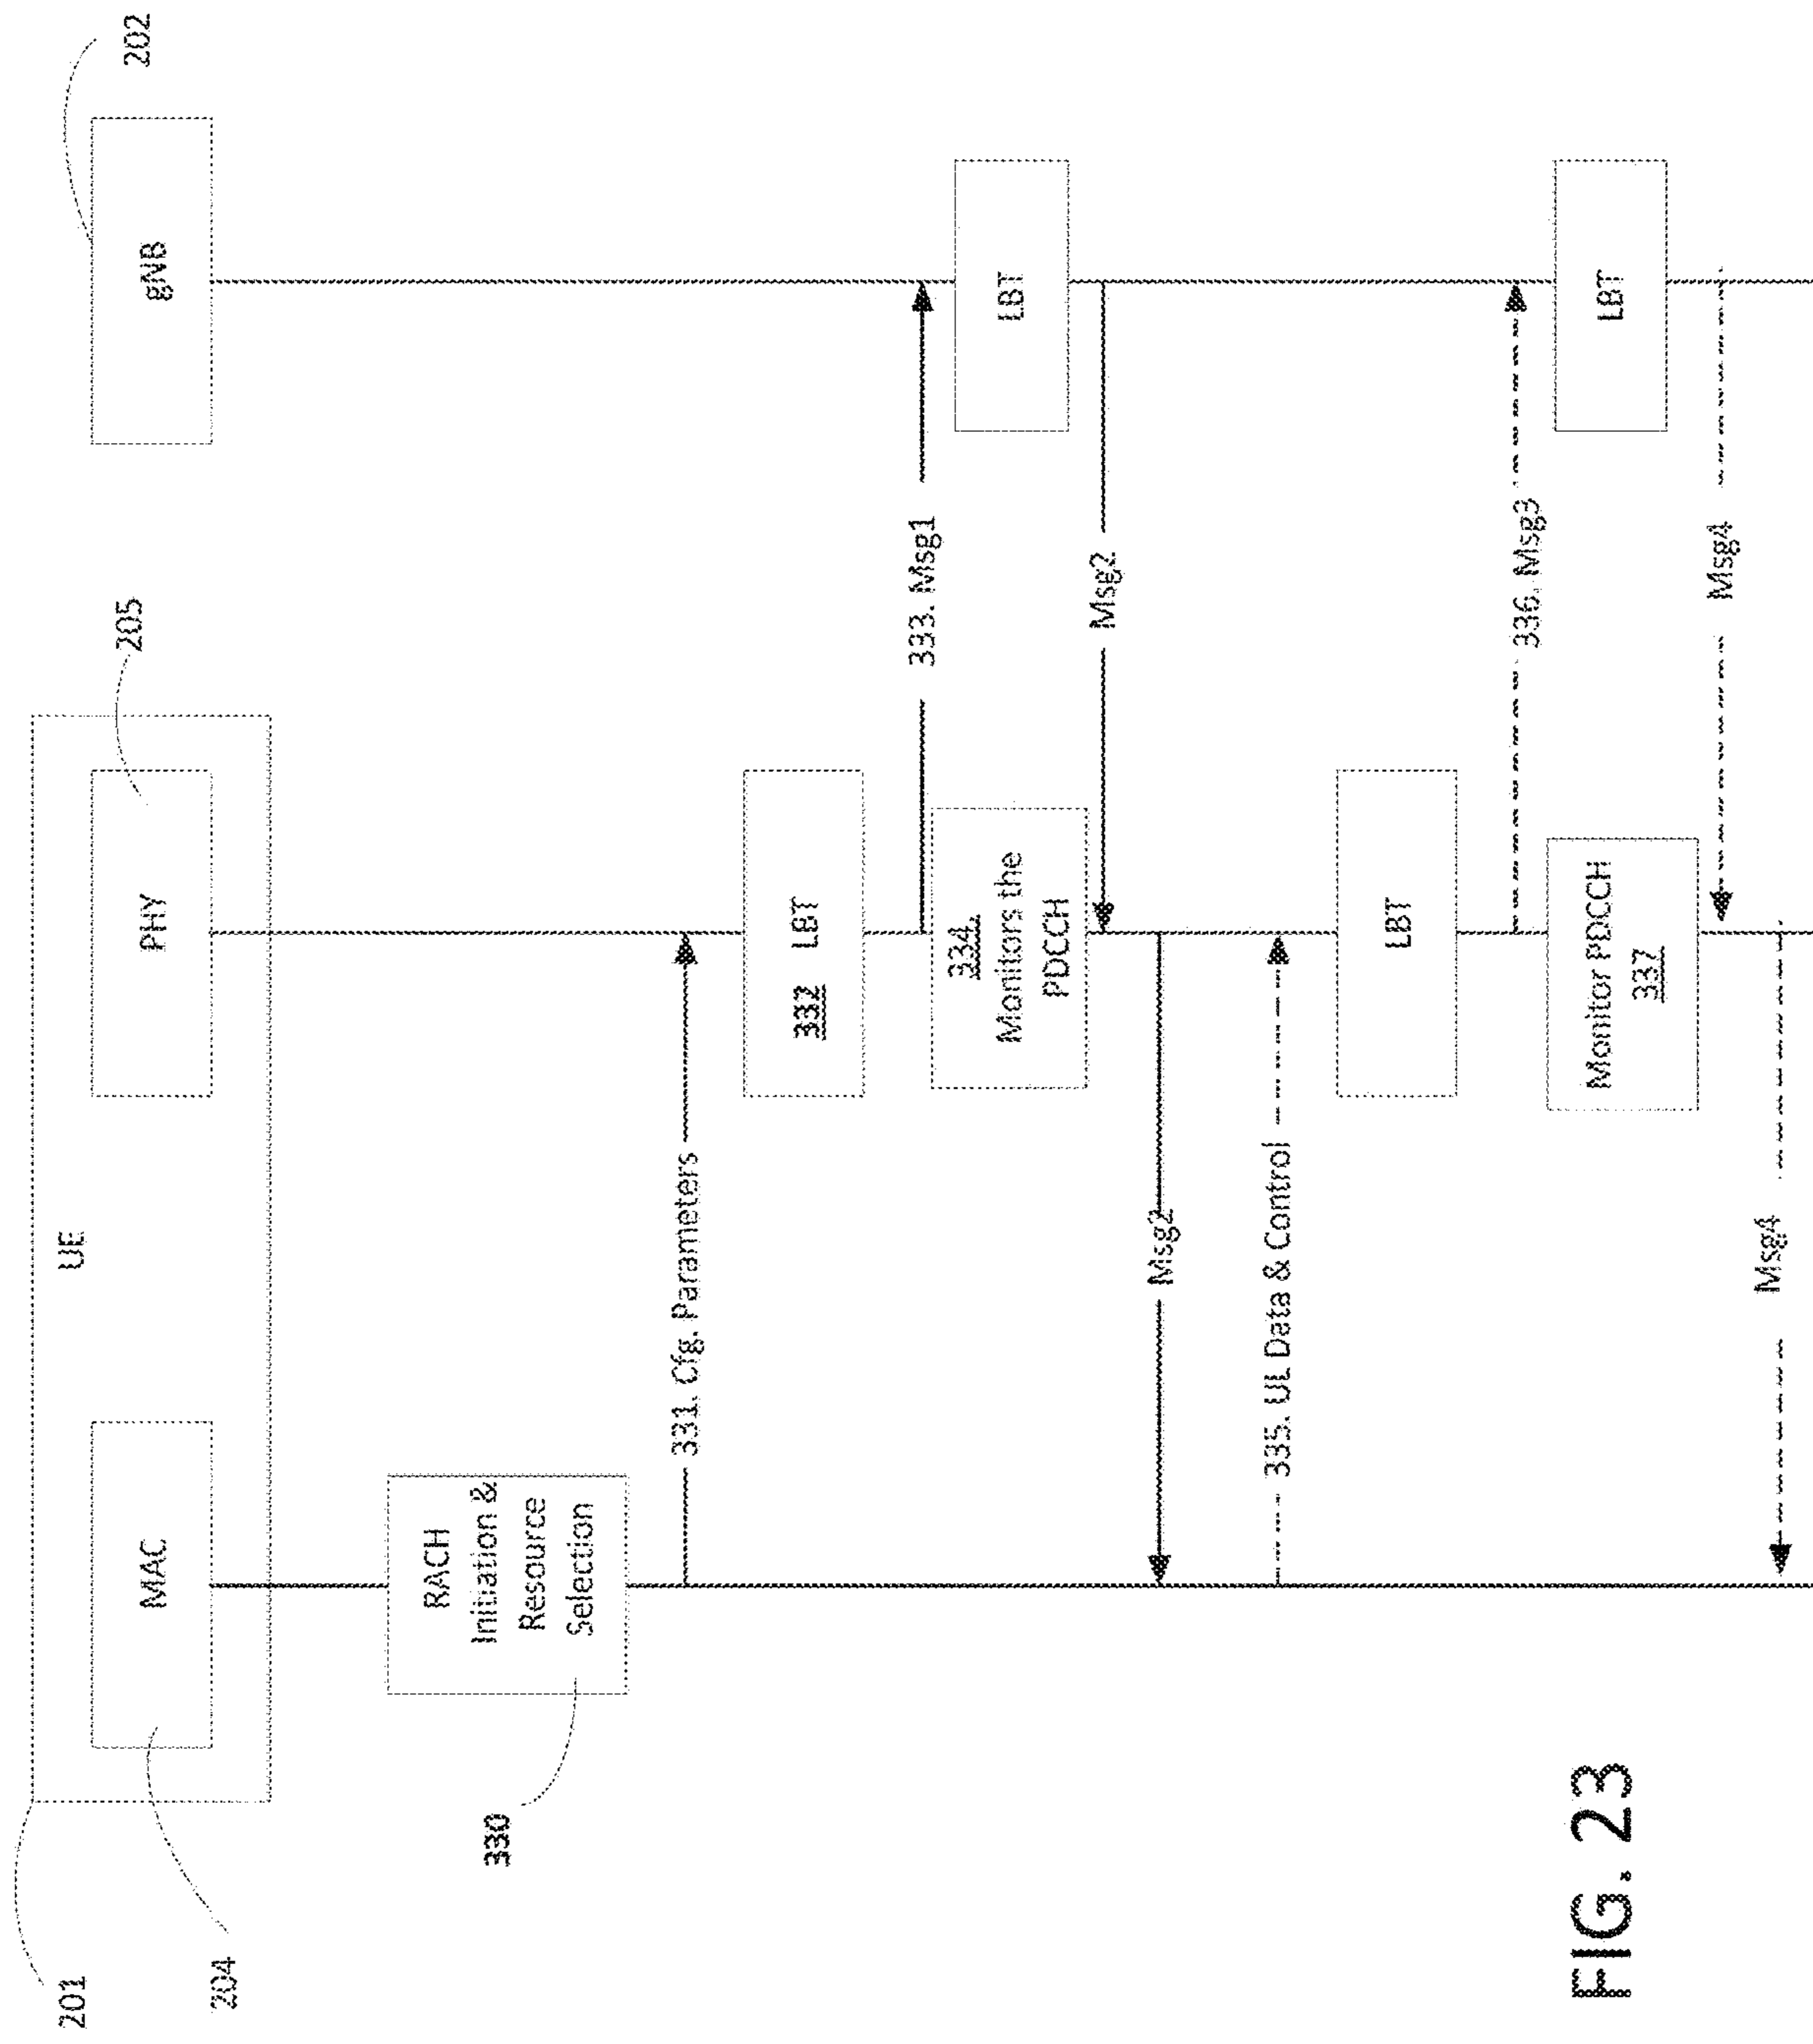 201
UE
202
204
MAC
205
PHY
gNB
330
RACH
Initiation &
Resource
Selection
331. Cfg. Parameters
332 LBT
333. Msg1
334.
Monitors the
PDCCH
LBT
Msg2
Msg2
335. UL Data & Control
LBT
336. Msg3
Monitor PDCCH
337
LBT
Msg4
Msg4
FIG. 23